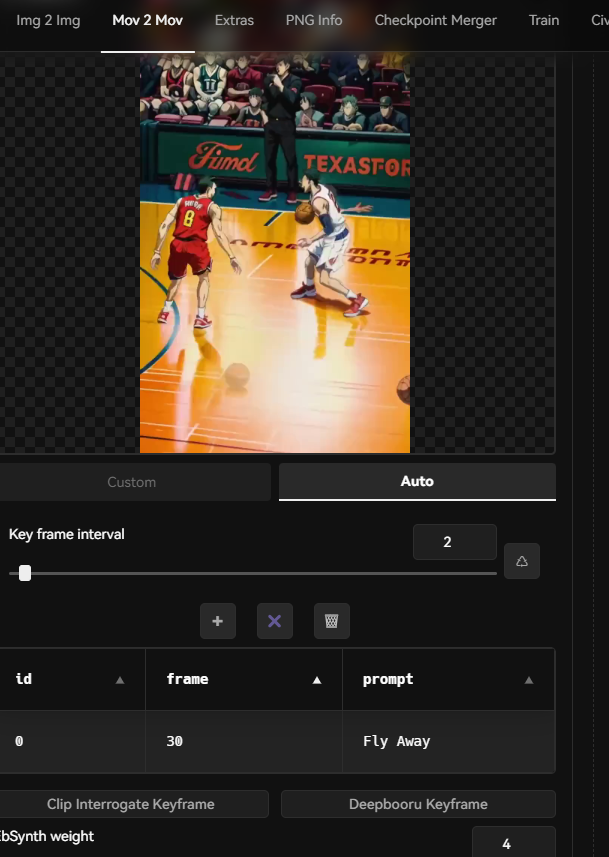 Img 2 Img Mov 2 Mov Extras PNG Info Checkpoint Merger Train Civ
Fimd TEXASFOR
8
Custom Auto
Key frame interval 2
id frame prompt
0 30 Fly Away
Clip Interrogate Keyframe Deepbooru Keyframe
EbSynth weight 4